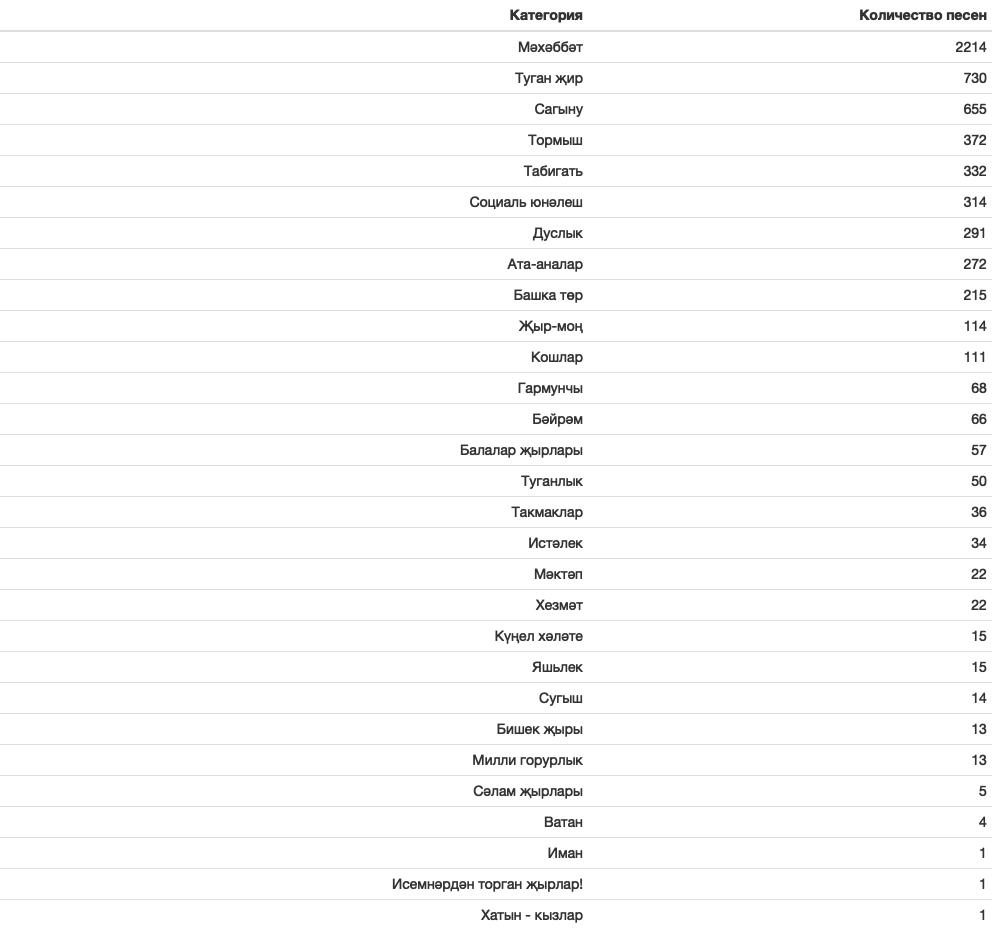 Категория Количество песен
Мәхәббәт 2214
Туган җир 730
Сагыну 655
Тормыш 372
Табигать 332
Социаль юнәлеш 314
Дуслык 291
Ата-аналар 272
Башка төр 215
Җыр-моң 114
Кошлар 111
Гармунчы 68
Бәйрәм 66
Балалар җырлары 57
Туганлык 50
Такмаклар 36
Истәлек 34
Мәктәп 22
Хезмәт 22
Күңел хәләте 15
Яшьлек 15
Сугыш 14
Бишек җыры 13
Милли горурлык 13
Сәлам җырлары 5
Ватан 4
Иман 1
Исемнәрдән торган җырлар! 1
Хатын - кызлар 1